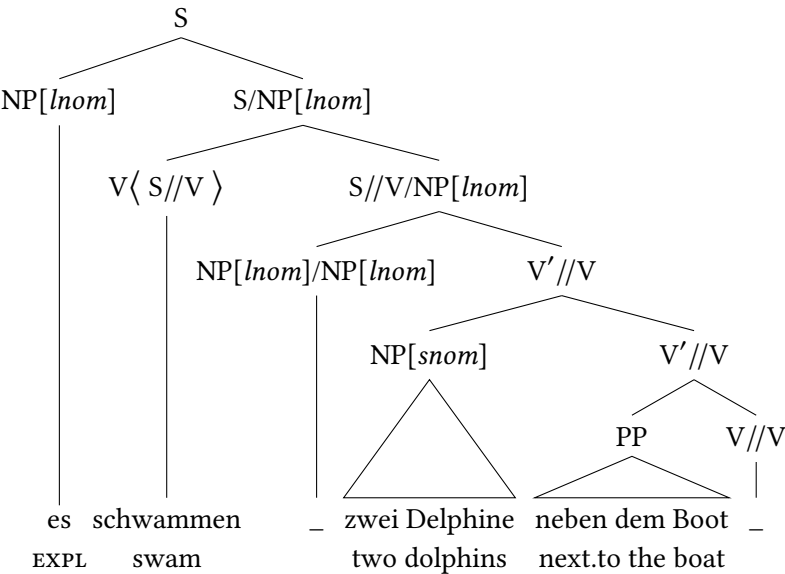 S
NP[lnom] S/NP[lnom]
V⟨ S//V ⟩ S//V/NP[lnom]
NP[lnom]/NP[lnom] V′//V
NP[snom] V′//V
PP V//V
es schwammen _ zwei Delphine neben dem Boot _
EXPL swam two dolphins next.to the boat